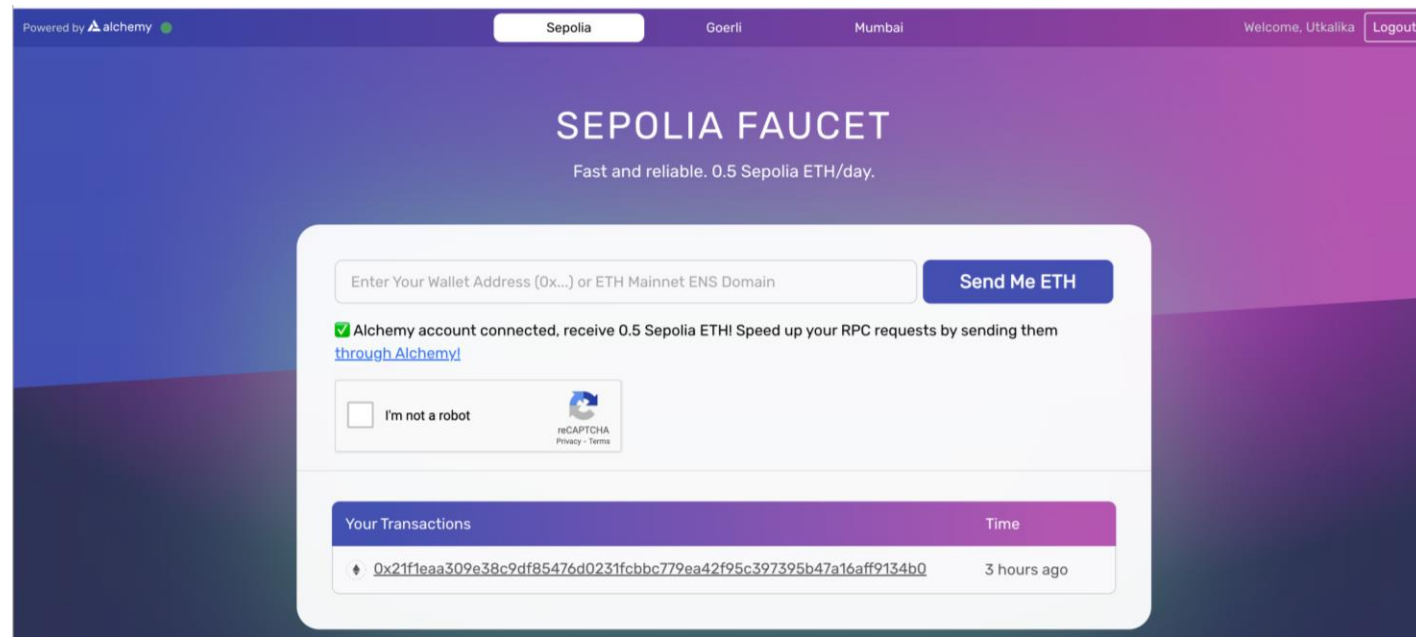 Powered by alchemy
Sepolia
Goerli
Mumbai
Welcome, Utkalika
Logout
SEPOLIA FAUCET
Fast and reliable. 0.5 Sepolia ETH/day.
Enter Your Wallet Address (0x...) or ETH Mainnet ENS Domain
Send Me ETH
✅ Alchemy account connected, receive 0.5 Sepolia ETH! Speed up your RPC requests by sending them
through Alchemy!
I'm not a robot
reCAPTCHA
Privacy - Terms
Your Transactions
Time
0x21f1eaa309e38c9df85476d0231fcbbc779ea42f95c397395b47a16aff9134b0
3 hours ago